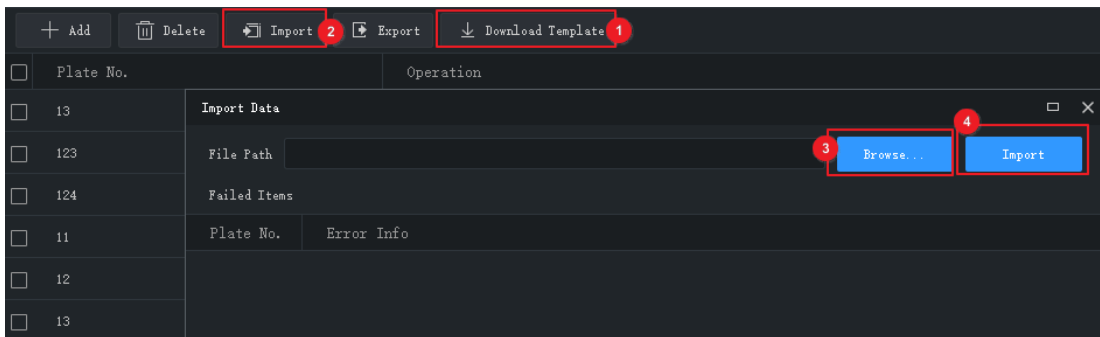 Add Delete Import 2 Export Download Template 1
Plate No. Operation
13
Import Data
4
123
File Path 3 Browse... Import
124
Failed Items
11
Plate No. Error Info
12
13